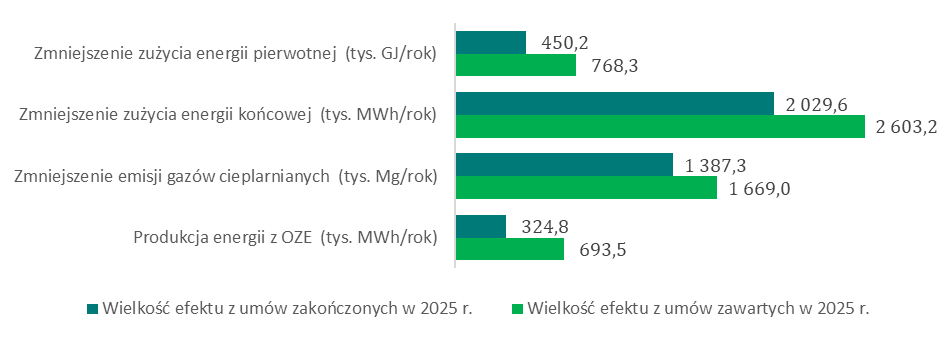 Zmniejszenie zużycia energii pierwotnej (tys. GJ/rok)
450,2
768,3
Zmniejszenie zużycia energii końcowej (tys. MWh/rok)
2 029,6
2 603,2
Zmniejszenie emisji gazów cieplarnianych (tys. Mg/rok)
1 387,3
1 669,0
Produkcja energii z OZE (tys. MWh/rok)
324,8
693,5
Wielkość efektu z umów zakończonych w 2025 r.
Wielkość efektu z umów zawartych w 2025 r.